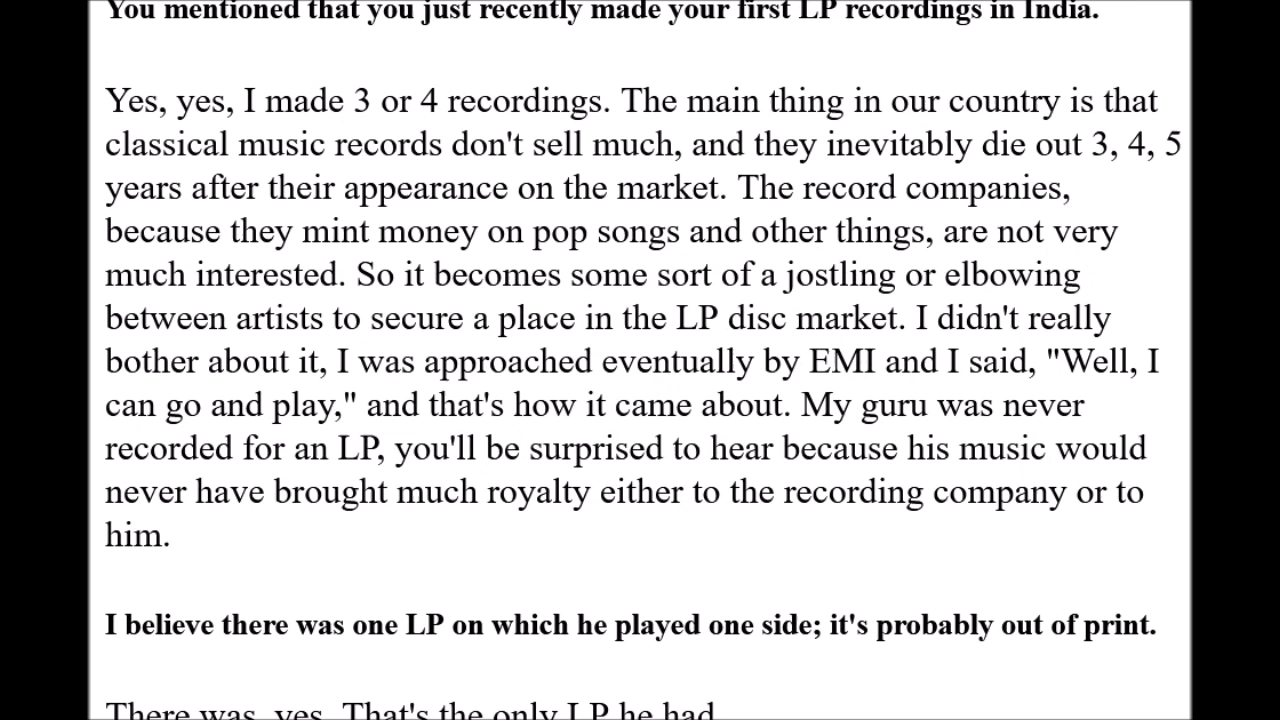 You mentioned that you just recently made your first LP recordings in India.
Yes, yes, I made 3 or 4 recordings. The main thing in our country is that
classical music records don't sell much, and they inevitably die out 3, 4, 5
years after their appearance on the market. The record companies,
because they mint money on pop songs and other things, are not very
much interested. So it becomes some sort of a jostling or elbowing
between artists to secure a place in the LP disc market. I didn't really
bother about it, I was approached eventually by EMI and I said, "Well, I
can go and play," and that's how it came about. My guru was never
recorded for an LP, you'll be surprised to hear because his music would
never have brought much royalty either to the recording company or to
him.
I believe there was one LP on which he played one side; it's probably out of print.
There was, yes. That's the only LP he had